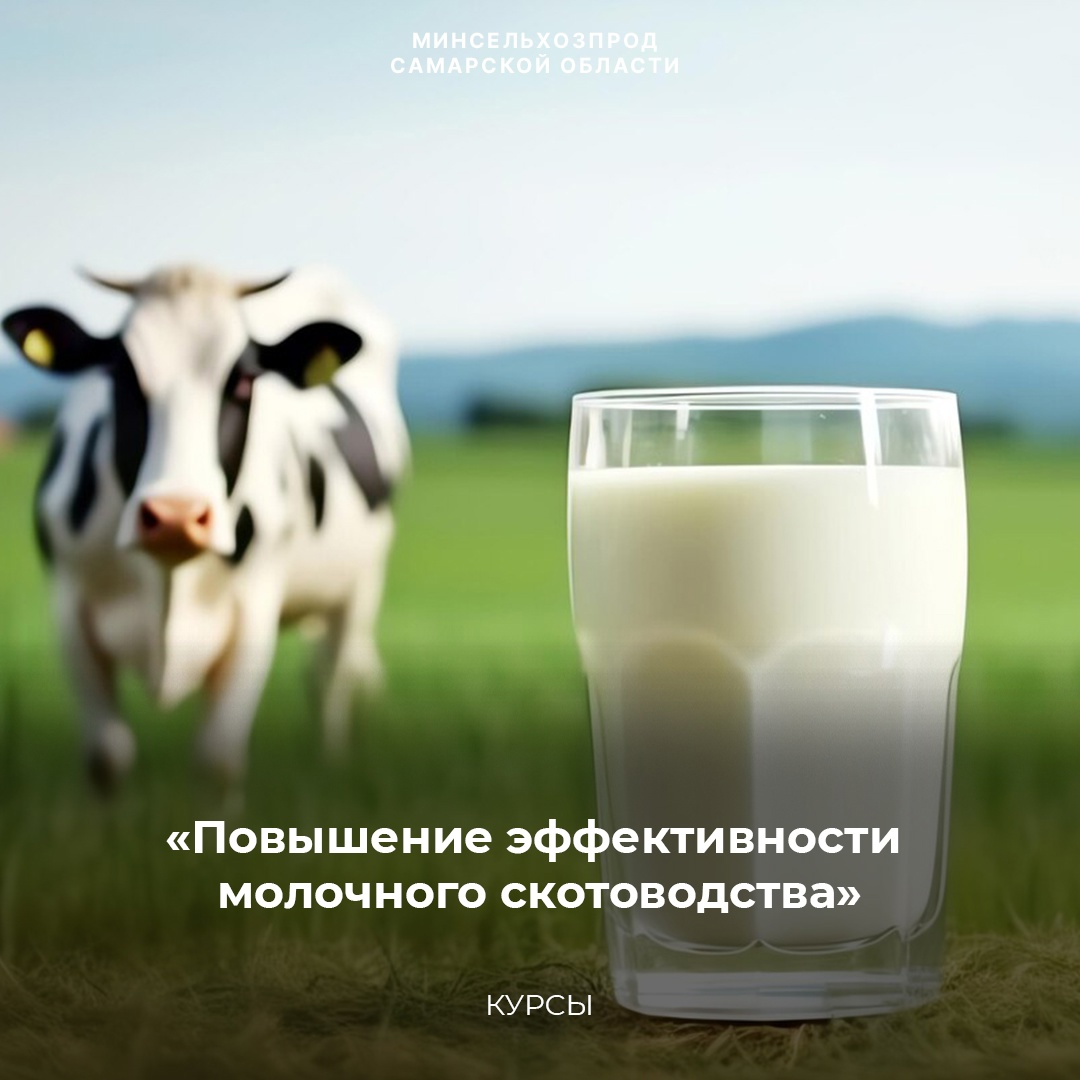 МИНСЕЛЬХОЗПРОД
САМАРСКОЙ ОБЛАСТИ
«Повышение эффективности
молочного скотоводства»
КУРСЫ